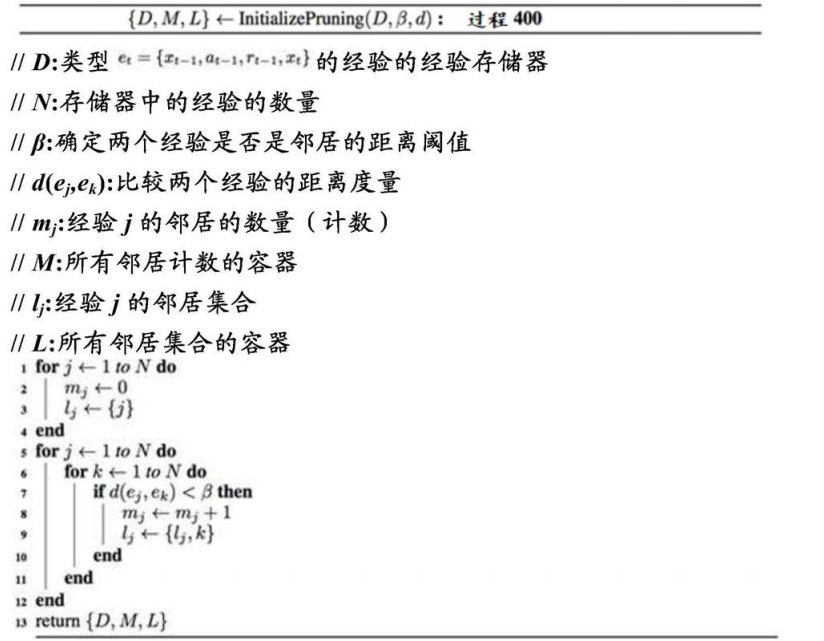 {D, M, L} ← InitializePruning(D, β, d) : 过程 400
// D:类型 e_t = {x_{t−1}, a_{t−1}, r_{t−1}, x_t} 的经验的经验存储器
// N:存储器中的经验的数量
// β:确定两个经验是否是邻居的距离阈值
// d(e_j,e_k):比较两个经验的距离度量
// m_j:经验 j 的邻居的数量（计数）
// M:所有邻居计数的容器
// l_j:经验 j 的邻居集合
// L:所有邻居集合的容器
1 for j ← 1 to N do
2 m_j ← 0
3 l_j ← {j}
4 end
5 for j ← 1 to N do
6 for k ← 1 to N do
7 if d(e_j, e_k) < β then
8 m_j ← m_j + 1
9 l_j ← {l_j, k}
10 end
11 end
12 end
13 return {D, M, L}